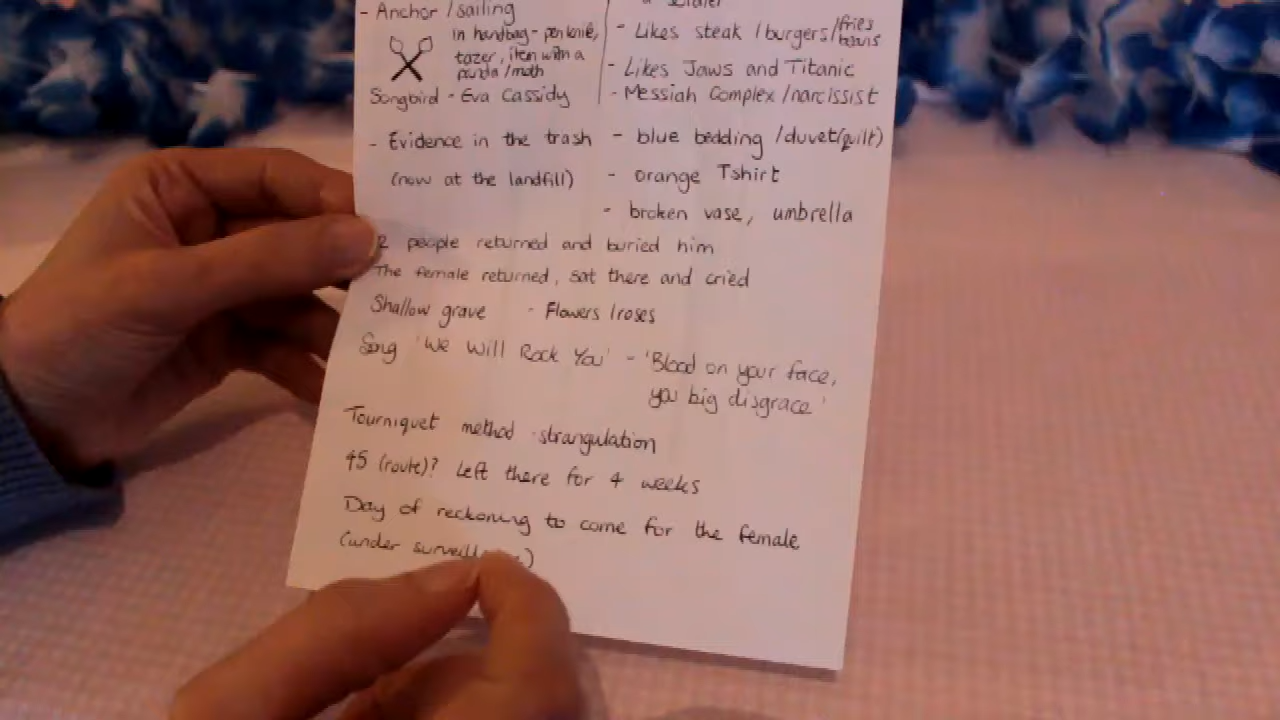 - Anchor / sailing
in handbag - penknife,
tazer, item with a
panda / moth
Songbird - Eva Cassidy
- Evidence in the trash
(now at the landfill)
a soldier
- Likes steak / burgers / fries
beans
- Likes Jaws and Titanic
- Messiah Complex / narcissist
- blue bedding / duvet (quilt)
- orange Tshirt
- broken vase, umbrella
2 people returned and buried him
The female returned, sat there and cried
Shallow grave - Flowers / roses
Song 'We Will Rock You' - 'Blood on your face,
you big disgrace'
Tourniquet method - strangulation
45 (route)? Left there for 4 weeks
Day of reckoning to come for the female
(under surveillance)